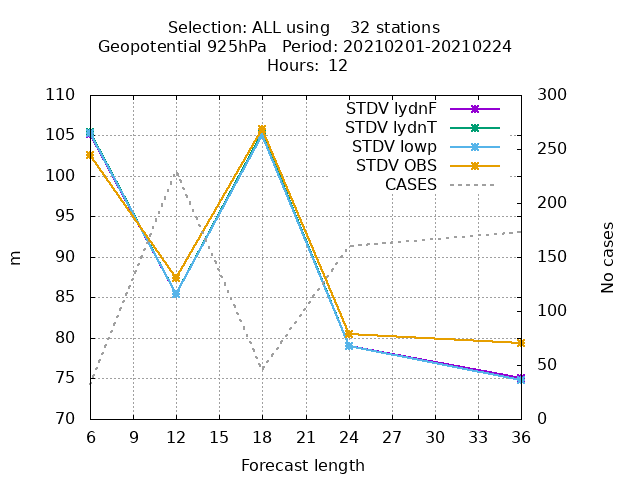 Selection: ALL using    32 stations
Geopotential 925hPa   Period: 20210201-20210224
Hours:  12
110
105
100
95
90
85
80
75
70
m
300
250
200
150
100
50
0
No cases
STDV lydnF
STDV lydnT
STDV lowp
STDV OBS
CASES
6 9 12 15 18 21 24 27 30 33 36
Forecast length